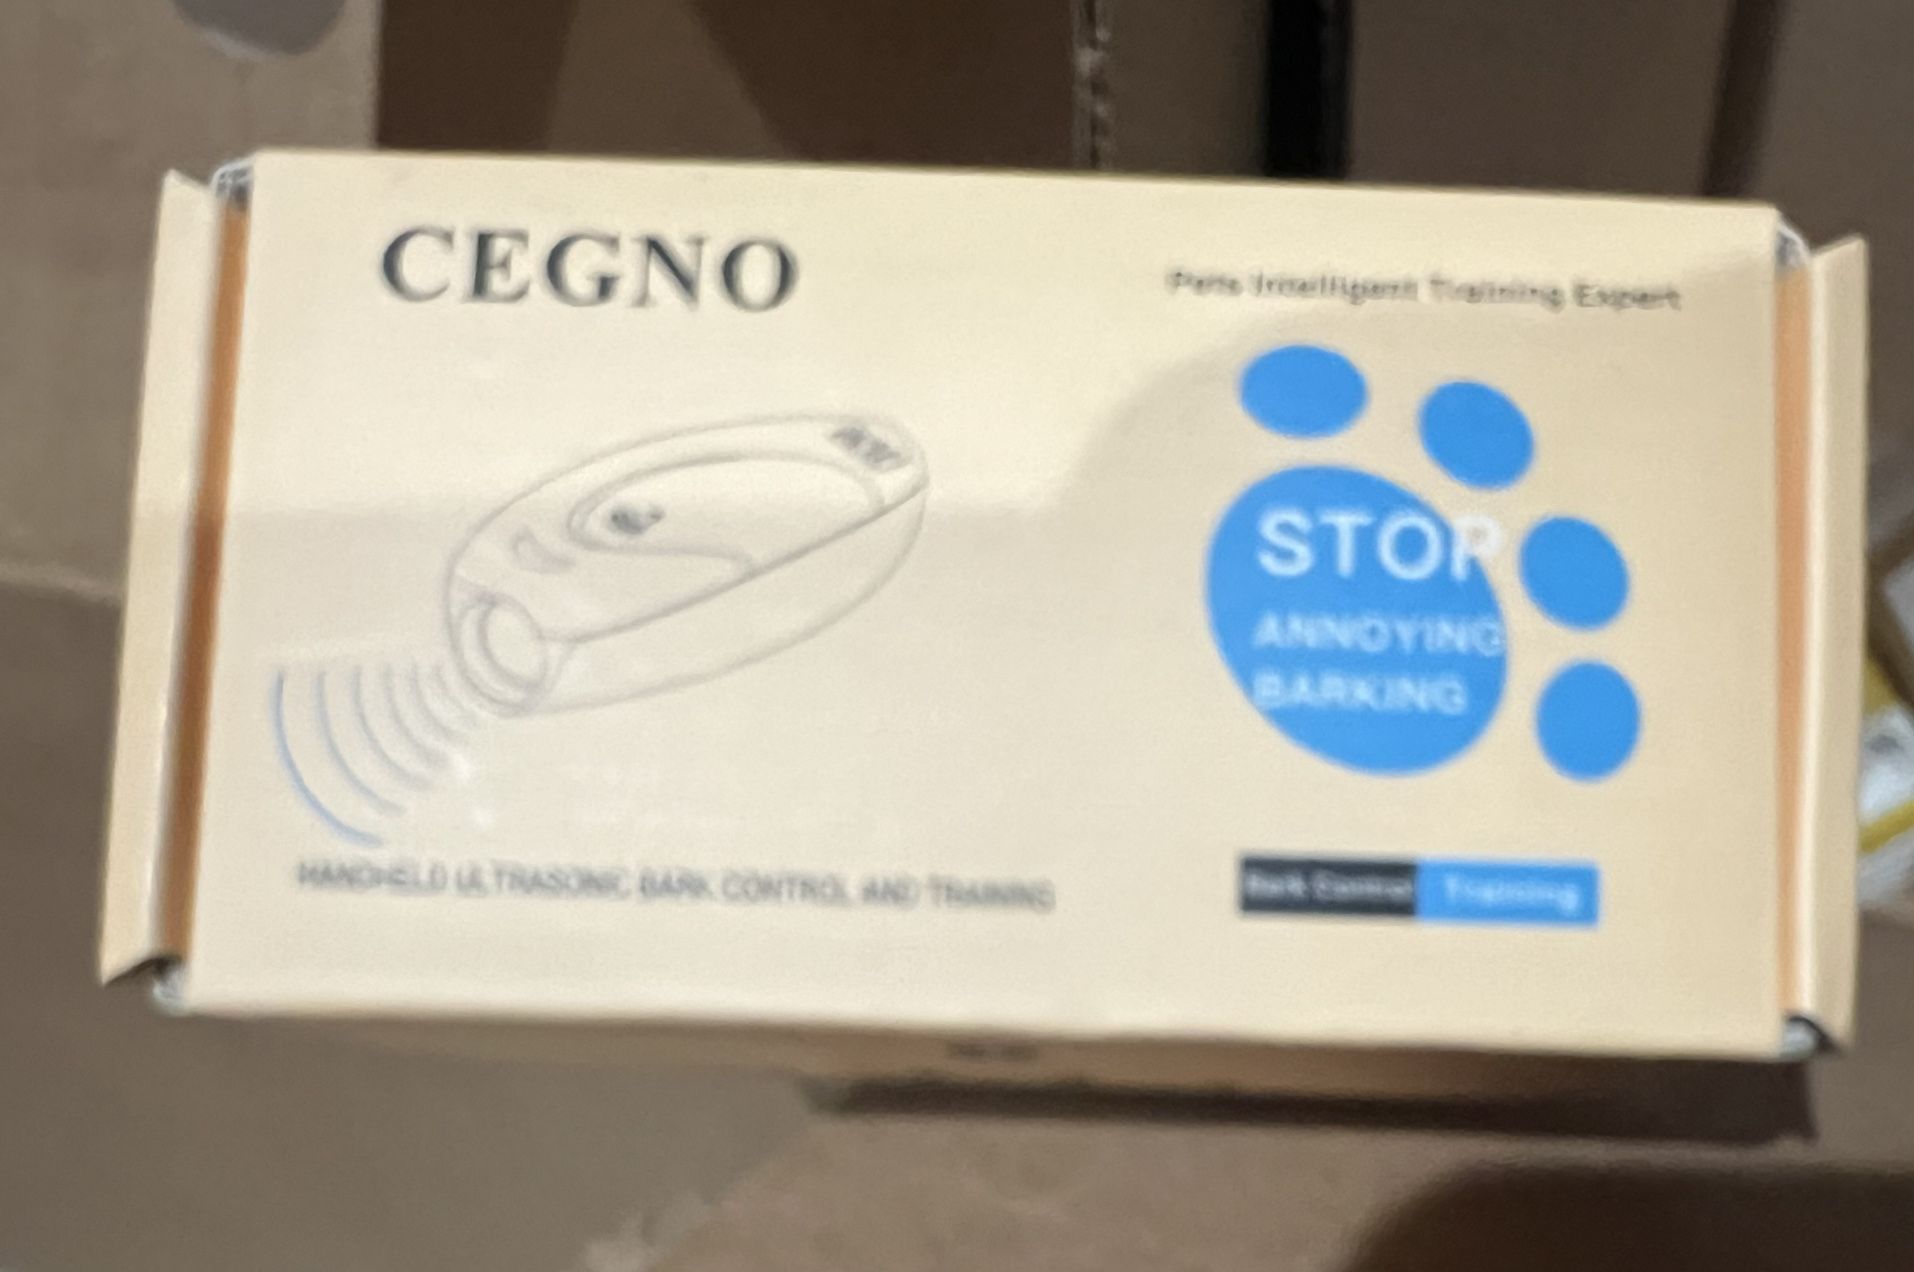 CEGNO
Pets Intelligent Training Expert
STOP
ANNOYING
BARKING
HANDHELD ULTRASONIC BARK CONTROL AND TRAINING
Bark Control Training